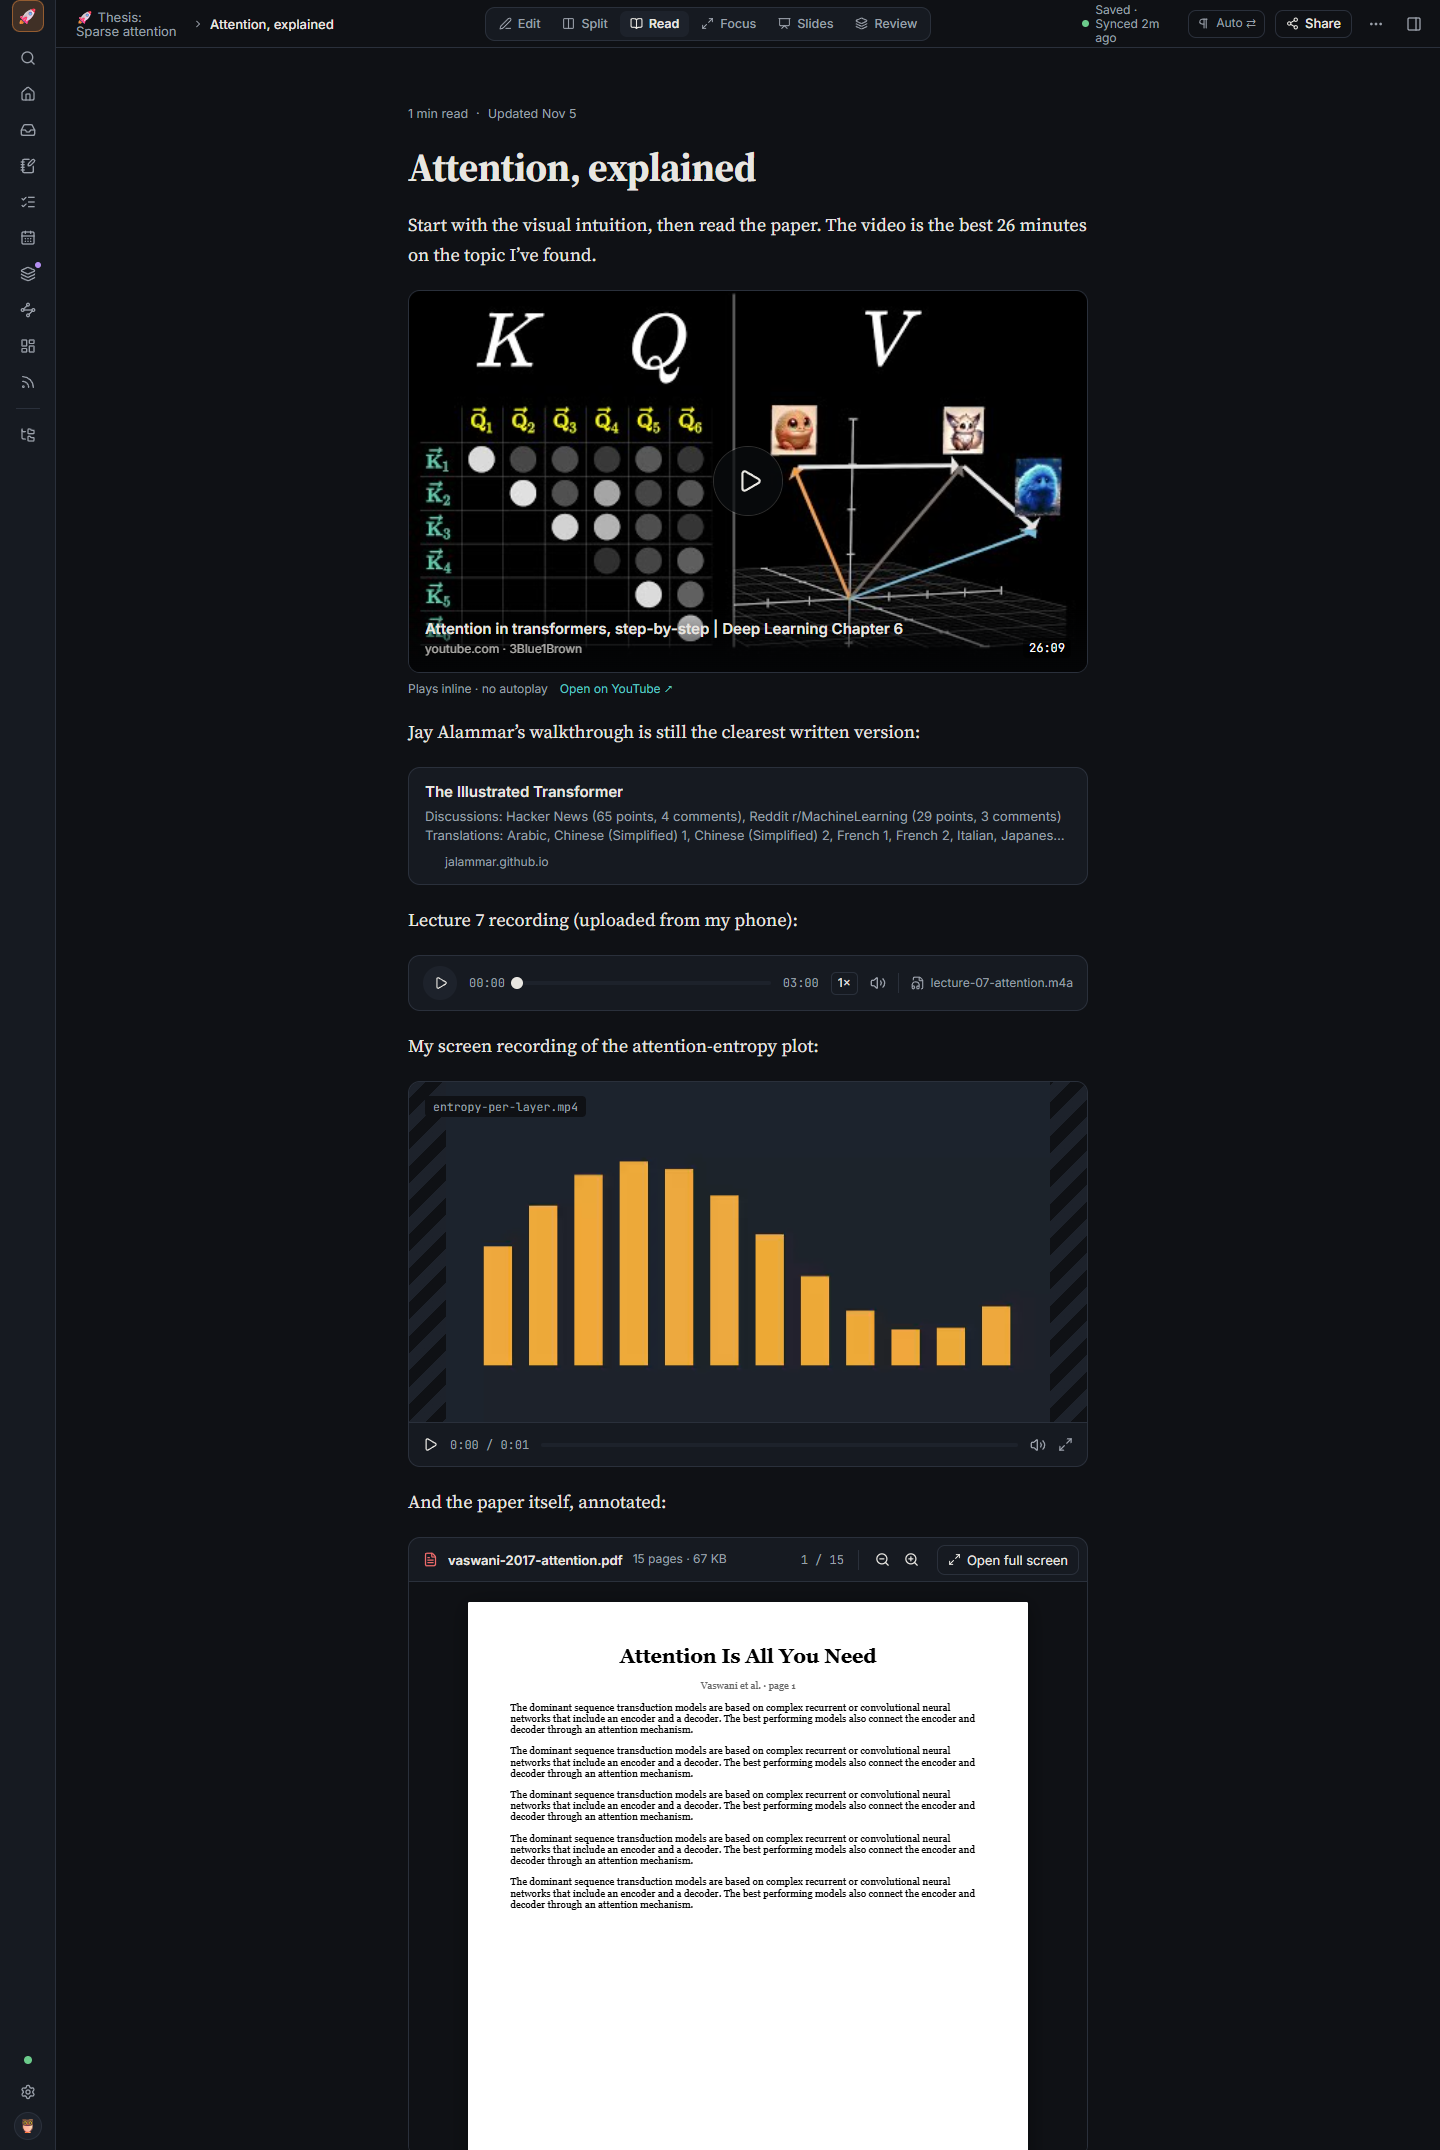 🚀 Thesis:
Sparse attention
Attention, explained
Edit
Split
Read
Focus
Slides
Review
Saved ·
Synced 2m
ago
Auto ⇄
Share
1 min read · Updated Nov 5
Attention, explained
Start with the visual intuition, then read the paper. The video is the best 26 minutes
on the topic I’ve found.
K Q V
Q⃗1 Q⃗2 Q⃗3 Q⃗4 Q⃗5 Q⃗6
K⃗1
K⃗2
K⃗3
K⃗4
K⃗5
K⃗6
Attention in transformers, step-by-step | Deep Learning Chapter 6
youtube.com · 3Blue1Brown
26:09
Plays inline · no autoplay Open on YouTube ↗
Jay Alammar’s walkthrough is still the clearest written version:
The Illustrated Transformer
Discussions: Hacker News (65 points, 4 comments), Reddit r/MachineLearning (29 points, 3 comments)
Translations: Arabic, Chinese (Simplified) 1, Chinese (Simplified) 2, French 1, French 2, Italian, Japanes...
jalammar.github.io
Lecture 7 recording (uploaded from my phone):
00:00
03:00
1×
lecture-07-attention.m4a
My screen recording of the attention-entropy plot:
entropy-per-layer.mp4
0:00 / 0:01
And the paper itself, annotated:
vaswani-2017-attention.pdf 15 pages · 67 KB
1 / 15
Open full screen
Attention Is All You Need
Vaswani et al. · page 1
The dominant sequence transduction models are based on complex recurrent or convolutional neural
networks that include an encoder and a decoder. The best performing models also connect the encoder and
decoder through an attention mechanism.
The dominant sequence transduction models are based on complex recurrent or convolutional neural
networks that include an encoder and a decoder. The best performing models also connect the encoder and
decoder through an attention mechanism.
The dominant sequence transduction models are based on complex recurrent or convolutional neural
networks that include an encoder and a decoder. The best performing models also connect the encoder and
decoder through an attention mechanism.
The dominant sequence transduction models are based on complex recurrent or convolutional neural
networks that include an encoder and a decoder. The best performing models also connect the encoder and
decoder through an attention mechanism.
The dominant sequence transduction models are based on complex recurrent or convolutional neural
networks that include an encoder and a decoder. The best performing models also connect the encoder and
decoder through an attention mechanism.